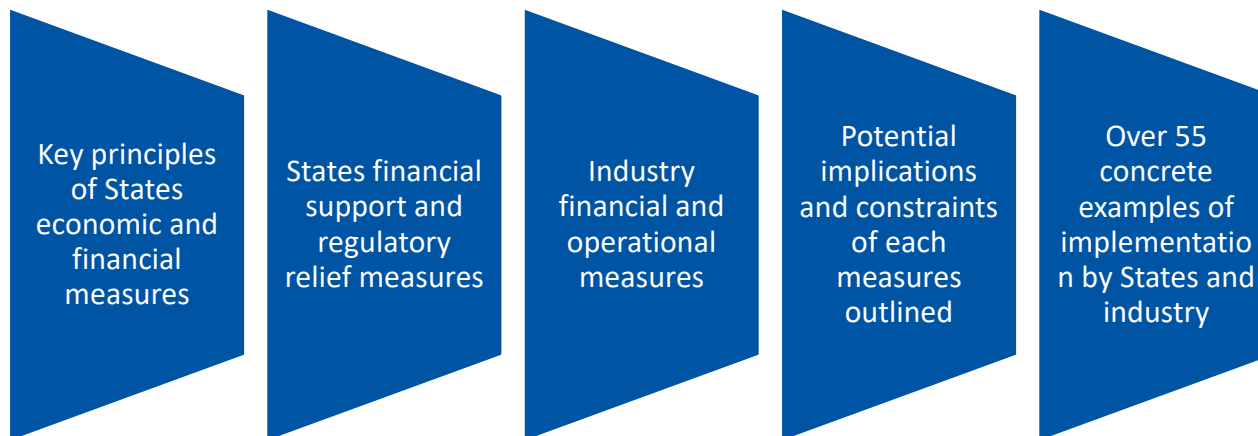 Key principles
of States
economic and
financial
measures
States financial
support and
regulatory
relief measures
Industry
financial and
operational
measures
Potential
implications
and constraints
of each
measures
outlined
Over 55
concrete
examples of
implementatio
n by States and
industry